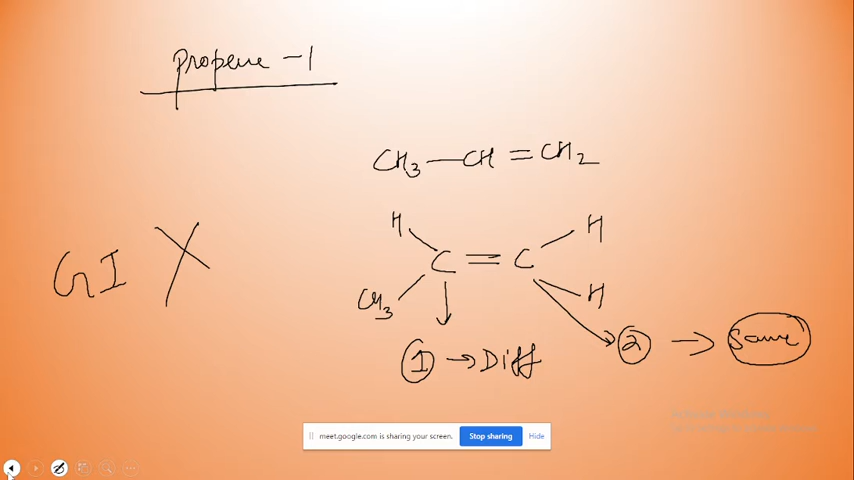 Propene -1
CH3—CH=CH2
H H
C=C
GI X
CH3 H
1 → Diff
2 → Same
meet.google.com is sharing your screen. Stop sharing Hide